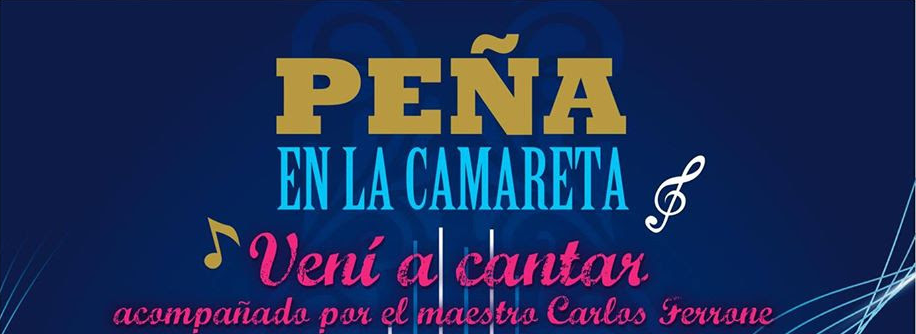 PEÑA
EN LA CAMARETA
Vení a cantar
acompañado por el maestro Carlos Ferrone